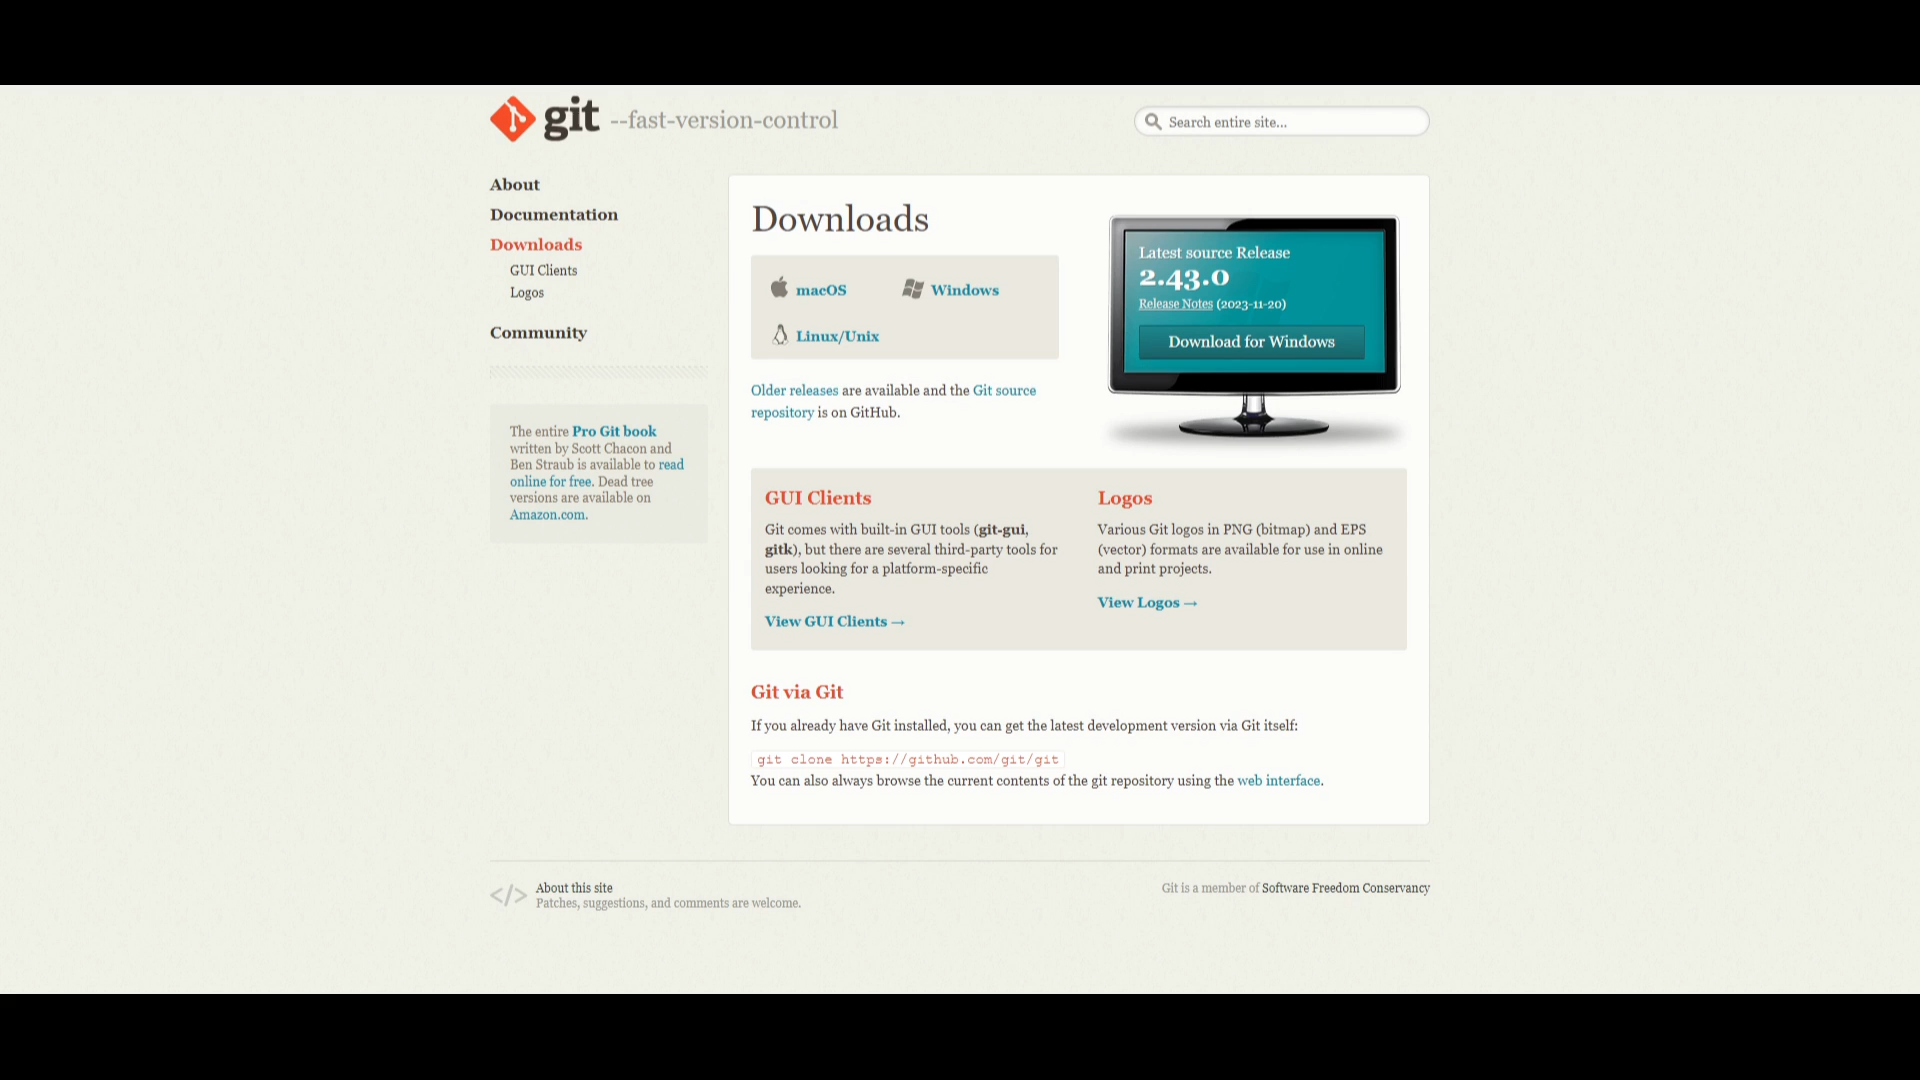 git --fast-version-control
Search entire site...
About
Documentation
Downloads
GUI Clients
Logos
Community
The entire Pro Git book
written by Scott Chacon and
Ben Straub is available to read
online for free. Dead tree
versions are available on
Amazon.com.
Downloads
macOS
Windows
Linux/Unix
Older releases are available and the Git source
repository is on GitHub.
Latest source Release
2.43.0
Release Notes (2023-11-20)
Download for Windows
GUI Clients
Git comes with built-in GUI tools (git-gui,
gitk), but there are several third-party tools for
users looking for a platform-specific
experience.
View GUI Clients →
Logos
Various Git logos in PNG (bitmap) and EPS
(vector) formats are available for use in online
and print projects.
View Logos →
Git via Git
If you already have Git installed, you can get the latest development version via Git itself:
git clone https://github.com/git/git
You can also always browse the current contents of the git repository using the web interface.
</> About this site
Patches, suggestions, and comments are welcome.
Git is a member of Software Freedom Conservancy